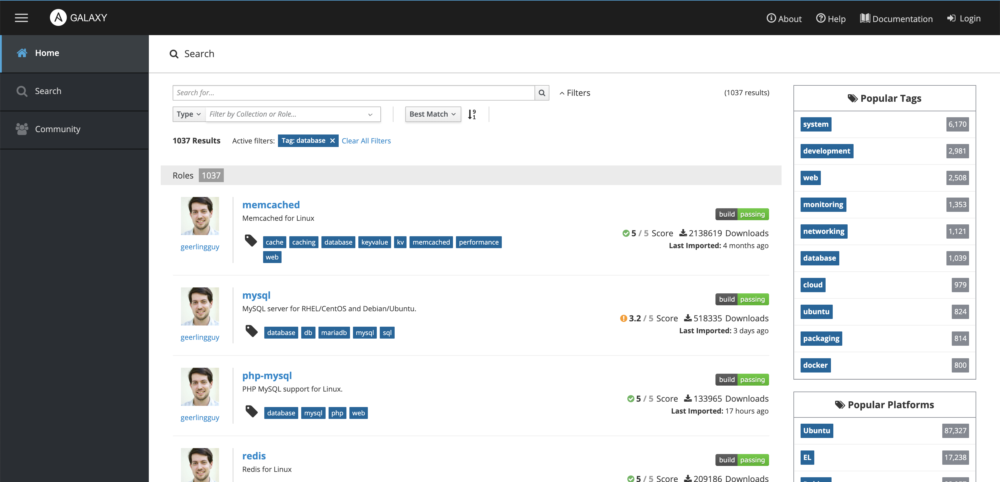 GALAXY
About Help Documentation Login
Home
Search
Community
Search
Search for...
Filters
(1037 results)
Type Filter by Collection or Role... Best Match
1037 Results Active filters: Tag: database × Clear All Filters
Roles 1037
memcached
Memcached for Linux
geerlingguy
cache caching database keyvalue kv memcached performance
web
build passing
5 / 5 Score 2138619 Downloads
Last Imported: 4 months ago
mysql
MySQL server for RHEL/CentOS and Debian/Ubuntu.
geerlingguy
database db mariadb mysql sql
build passing
3.2 / 5 Score 518335 Downloads
Last Imported: 3 days ago
php-mysql
PHP MySQL support for Linux.
geerlingguy
database mysql php web
build passing
5 / 5 Score 133965 Downloads
Last Imported: 17 hours ago
redis
Redis for Linux
build passing
5 / 5 Score 209186 Downloads
Popular Tags
system 6,170
development 2,981
web 2,508
monitoring 1,353
networking 1,121
database 1,039
cloud 979
ubuntu 824
packaging 814
docker 800
Popular Platforms
Ubuntu 87,327
EL 17,238